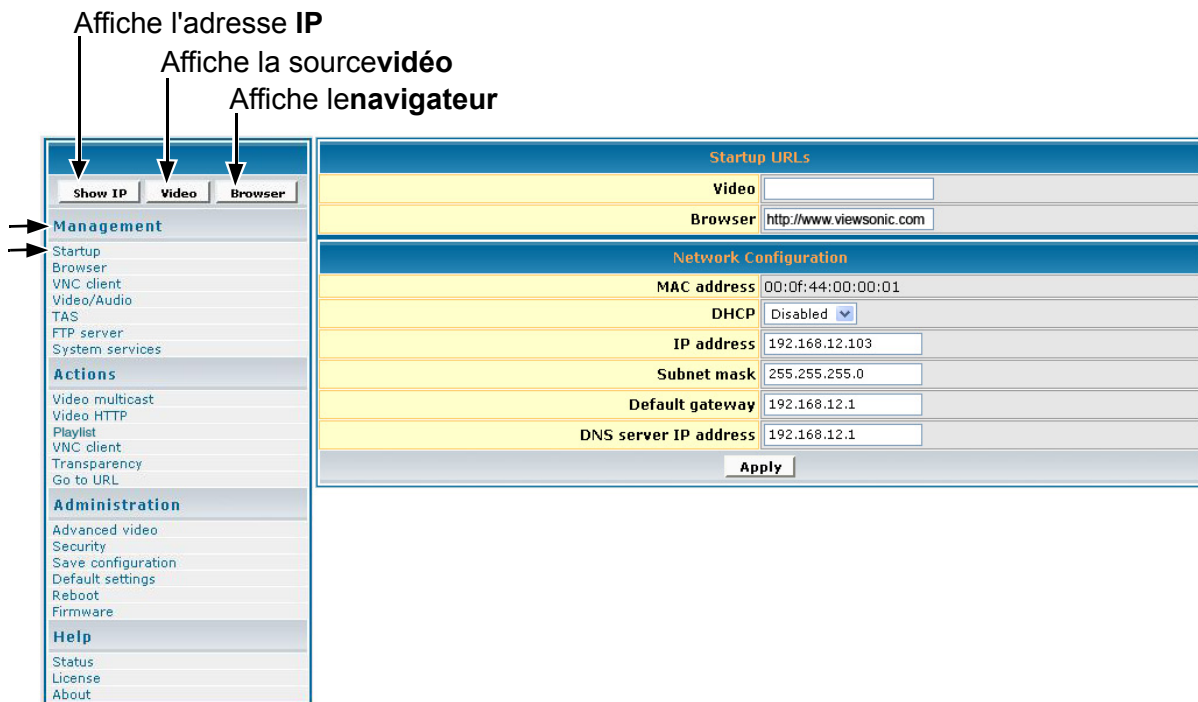 Affiche l'adresse IP
Affiche la sourcevidéo
Affiche lenavigateur
Show IP Video Browser
Management
Startup
Browser
VNC client
Video/Audio
TAS
FTP server
System services
Actions
Video multicast
Video HTTP
Playlist
VNC client
Transparency
Go to URL
Administration
Advanced video
Security
Save configuration
Default settings
Reboot
Firmware
Help
Status
License
About
Startup URLs
Video
Browser http://www.viewsonic.com
Network Configuration
MAC address 00:0f:44:00:00:01
DHCP Disabled
IP address 192.168.12.103
Subnet mask 255.255.255.0
Default gateway 192.168.12.1
DNS server IP address 192.168.12.1
Apply